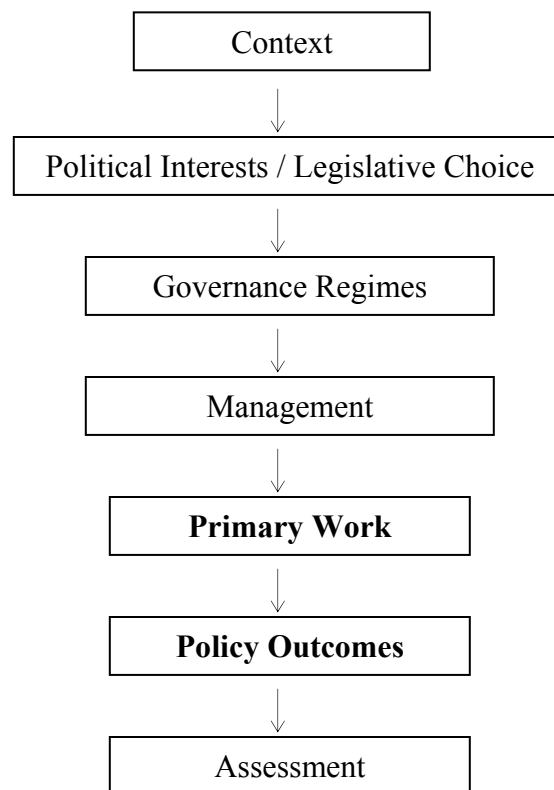 Context
Political Interests / Legislative Choice
Governance Regimes
Management
Primary Work
Policy Outcomes
Assessment